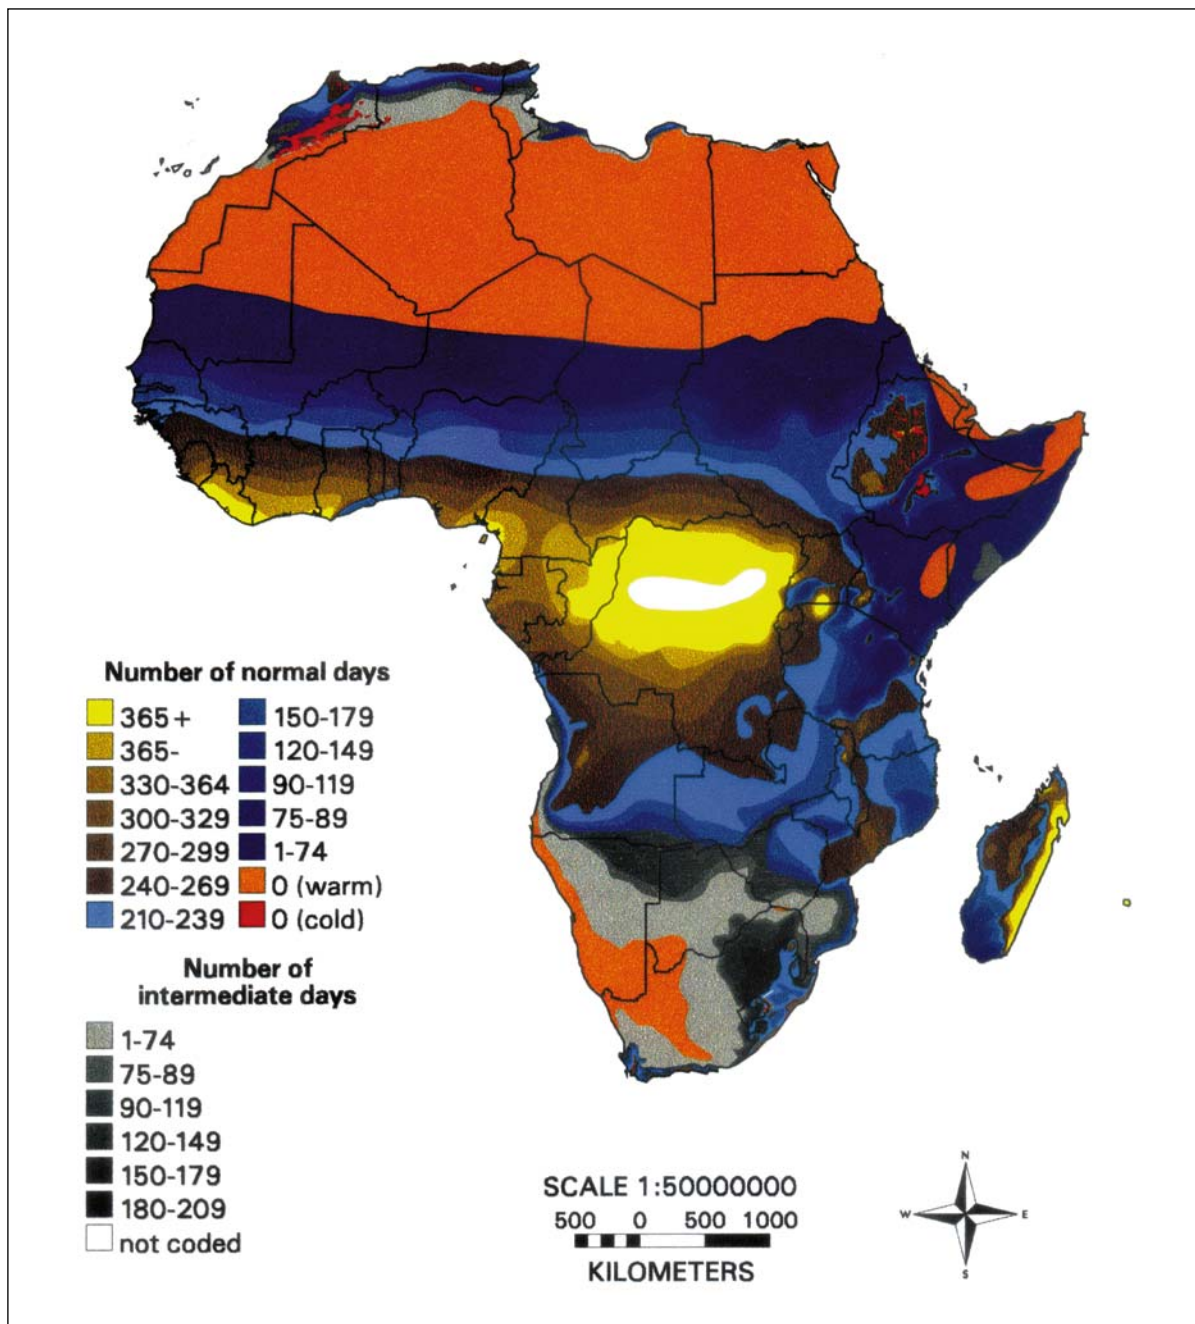 Number of normal days
365+
365-
330-364
300-329
270-299
240-269
210-239
150-179
120-149
90-119
75-89
1-74
0 (warm)
0 (cold)
Number of
intermediate days
1-74
75-89
90-119
120-149
150-179
180-209
not coded
SCALE 1:50000000
500 0 500 1000
KILOMETERS
N
W E
S